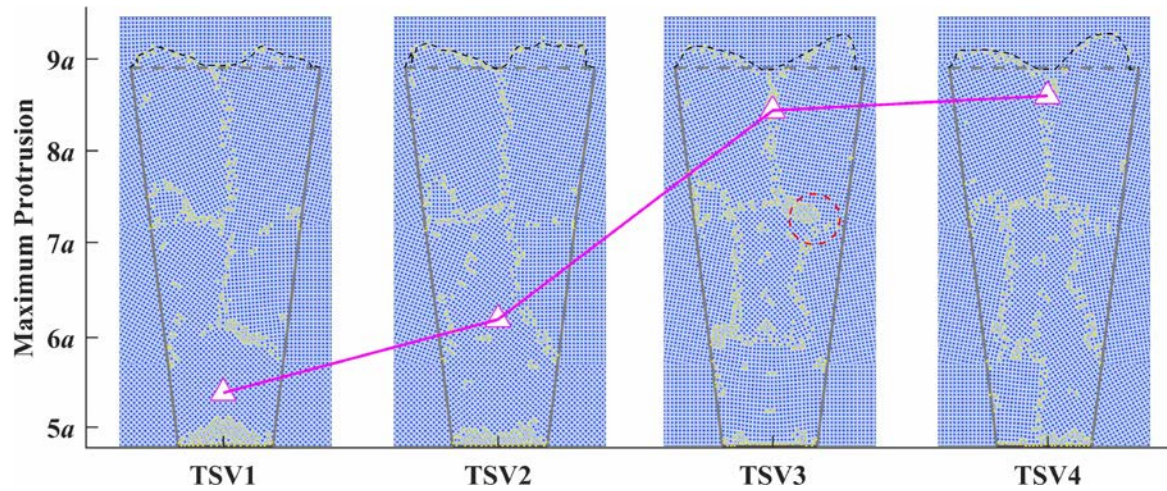 Maximum Protrusion
9a
8a
7a
6a
5a
TSV1
TSV2
TSV3
TSV4